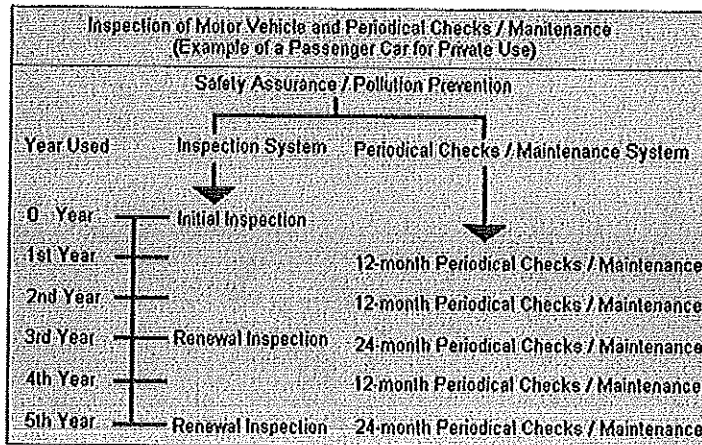 Inspection of Motor Vehicle and Periodical Checks / Manitenance
(Example of a Passenger Car for Private Use)
Safety Assurance / Pollution Prevention
Year Used Inspection System Periodical Checks / Maintenance System
0 Year Initial Inspection
1st Year 12-month Periodical Checks / Maintenance
2nd Year 12-month Periodical Checks / Maintenance
3rd Year Renewal Inspection 24-month Periodical Checks / Maintenance
4th Year 12-month Periodical Checks / Maintenance
5th Year Renewal Inspection 24-month Periodical Checks / Maintenance